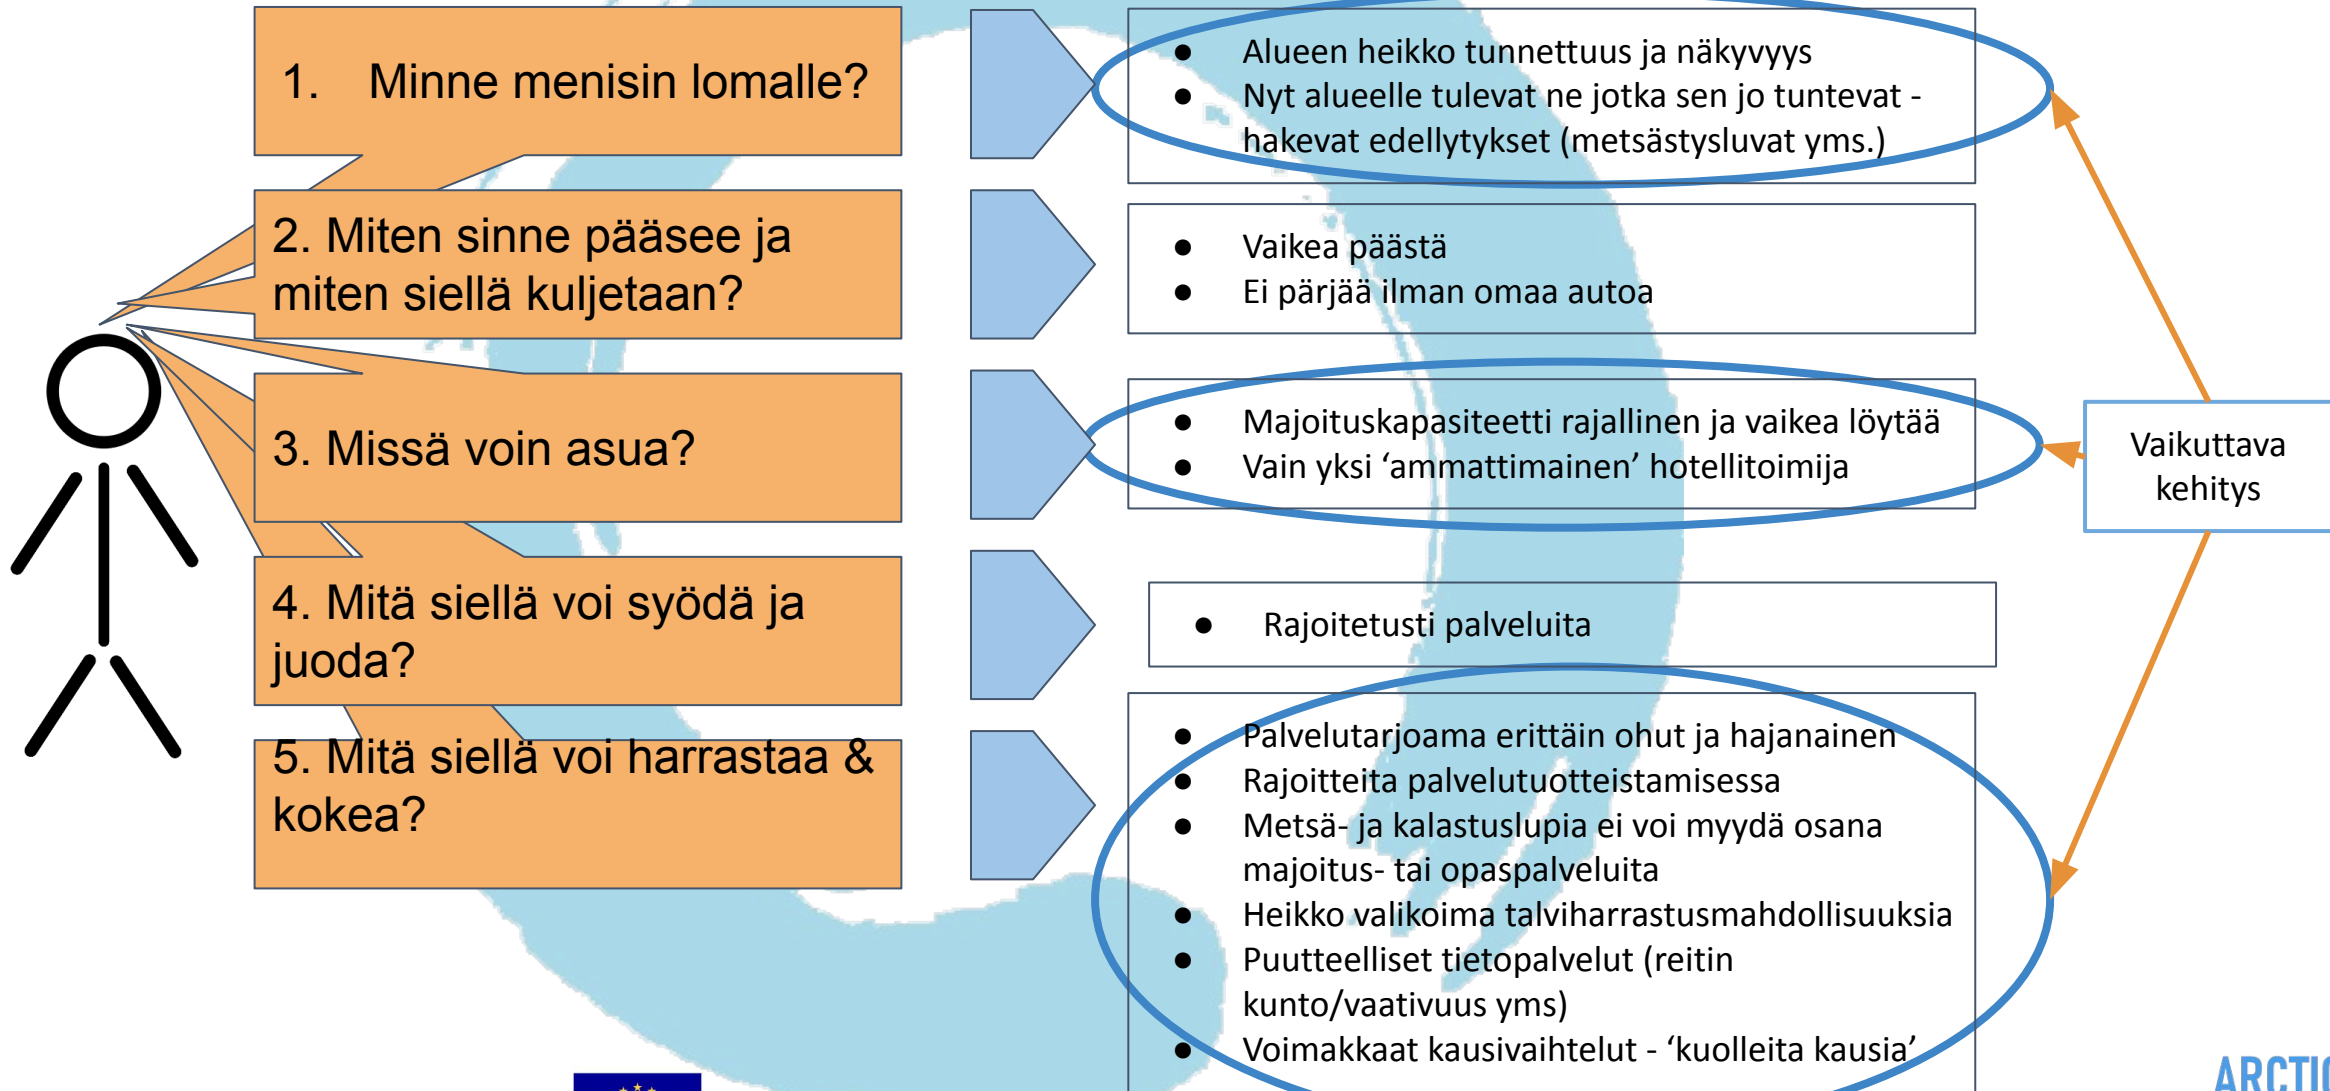 1. Minne menisin lomalle?
● Alueen heikko tunnettuus ja näkyvyys
● Nyt alueelle tulevat ne jotka sen jo tuntevat -
hakevat edellytykset (metsästysluvat yms.)
2. Miten sinne pääsee ja
miten siellä kuljetaan?
● Vaikea päästä
● Ei pärjää ilman omaa autoa
3. Missä voin asua?
● Majoituskapasiteetti rajallinen ja vaikea löytää
● Vain yksi ‘ammattimainen’ hotellitoimija
4. Mitä siellä voi syödä ja
juoda?
● Rajoitetusti palveluita
5. Mitä siellä voi harrastaa &
kokea?
● Palvelutarjoama erittäin ohut ja hajanainen
● Rajoitteita palvelutuotteistamisessa
● Metsä- ja kalastuslupia ei voi myydä osana
majoitus- tai opaspalveluita
● Heikko valikoima talviharrastusmahdollisuuksia
● Puutteelliset tietopalvelut (reitin
kunto/vaativuus yms)
● Voimakkaat kausivaihtelut - ‘kuolleita kausia’
Vaikuttava
kehitys
ARCTIC